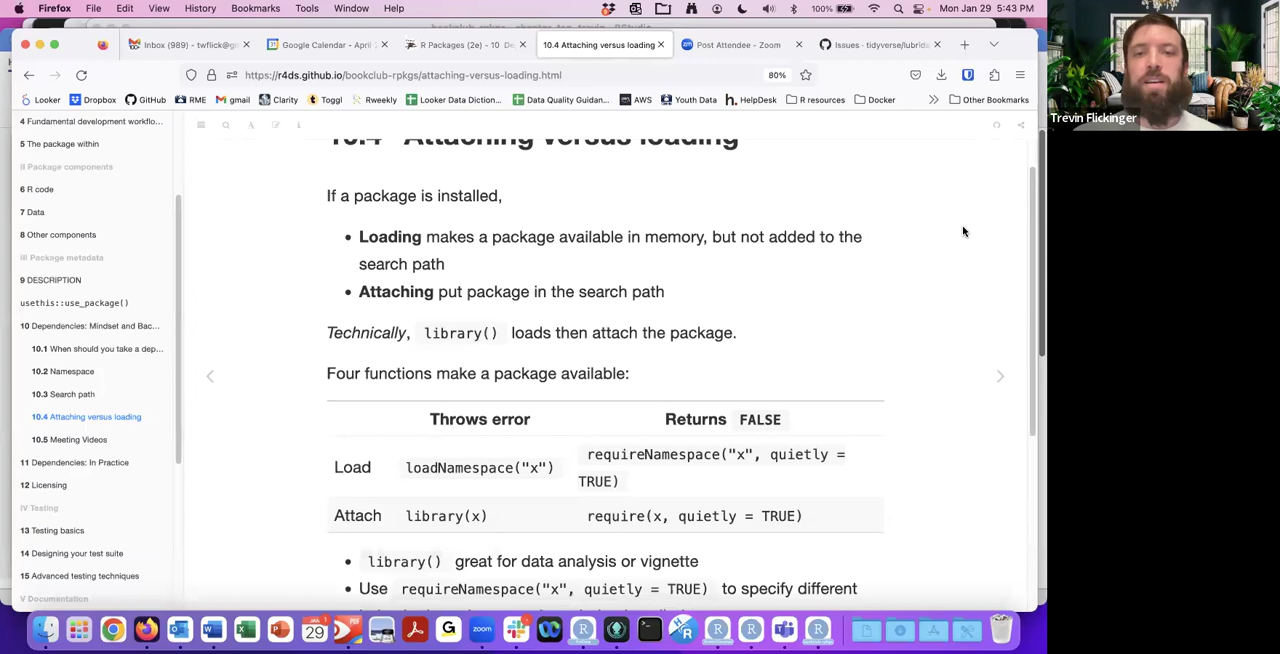 Firefox File Edit View History Bookmarks Tools Window Help 100% Mon Jan 29 5:43 PM
Inbox (989) - twflick@g
Google Calendar - April
R Packages (2e) - 10 De
10.4 Attaching versus loading
Post Attendee - Zoom
Issues · tidyverse/lubrid
https://r4ds.github.io/bookclub-rpkgs/attaching-versus-loading.html 80%
Looker Dropbox GitHub RME gmail Clarity Toggl Rweekly Looker Data Diction... Data Quality Guidan... AWS Youth Data HelpDesk R resources Docker Other Bookmarks
Trevin Flickinger
4 Fundamental development workflo...
5 The package within
II Package components
6 R code
7 Data
8 Other components
III Package metadata
9 DESCRIPTION
usethis::use_package()
10 Dependencies: Mindset and Bac...
10.1 When should you take a dep...
10.2 Namespace
10.3 Search path
10.4 Attaching versus loading
10.5 Meeting Videos
11 Dependencies: In Practice
12 Licensing
IV Testing
13 Testing basics
14 Designing your test suite
15 Advanced testing techniques
V Documentation
10.4 Attaching versus loading
If a package is installed,
• Loading makes a package available in memory, but not added to the
search path
• Attaching put package in the search path
Technically, library() loads then attach the package.
Four functions make a package available:
Throws error Returns FALSE
Load loadNamespace("x") requireNamespace("x", quietly =
TRUE)
Attach library(x) require(x, quietly = TRUE)
• library() great for data analysis or vignette
• Use requireNamespace("x", quietly = TRUE) to specify different
JAN
29
zoom